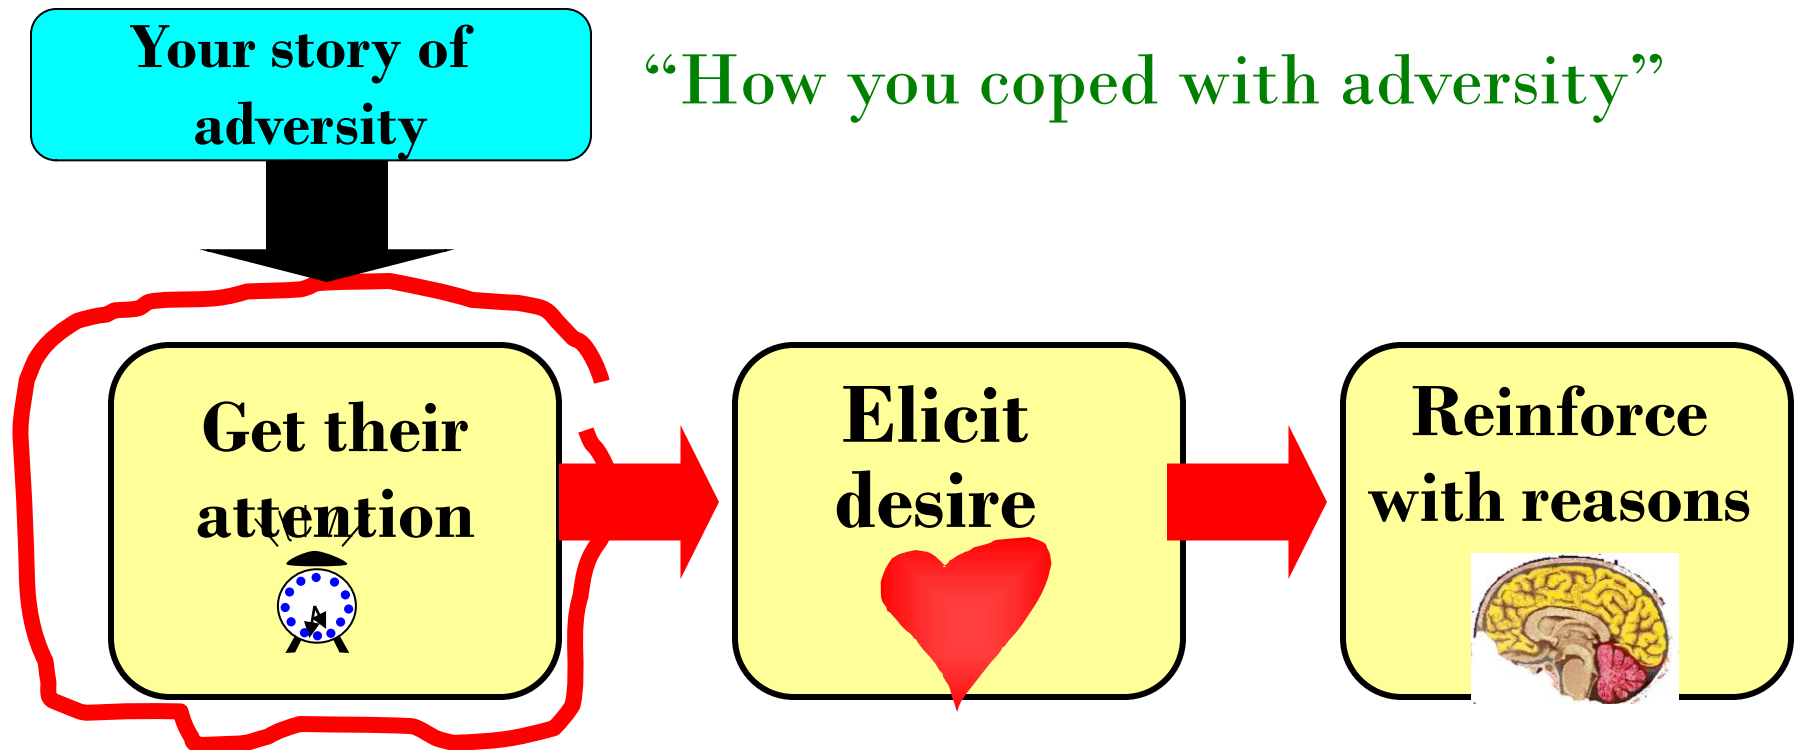 Your story of
adversity
“How you coped with adversity”
Get their
attention
Elicit
desire
Reinforce
with reasons